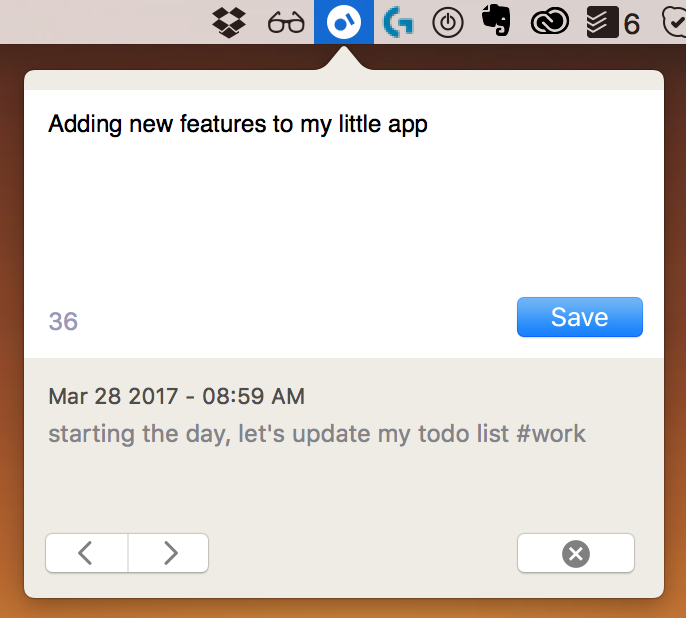 6
Adding new features to my little app
36
Save
Mar 28 2017 - 08:59 AM
starting the day, let's update my todo list #work